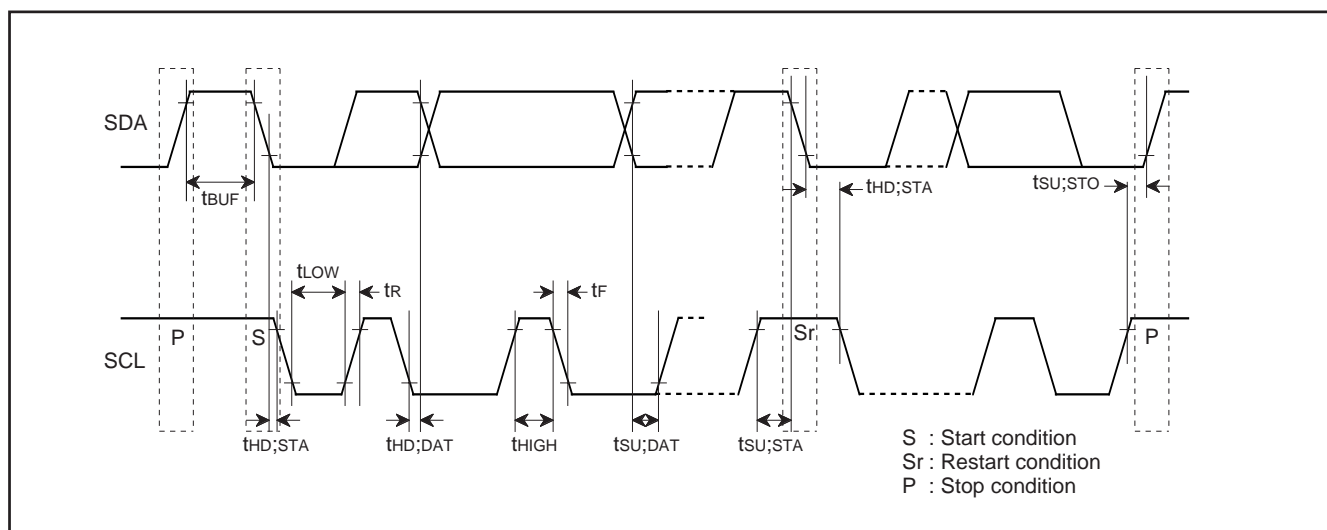 SDA
tBUF
tHD;STA
tSU;STO
tLOW
tR
tF
SCL
P
S
Sr
P
tHD;STA
tHD;DAT
tHIGH
tSU;DAT
tSU;STA
S : Start condition
Sr : Restart condition
P : Stop condition